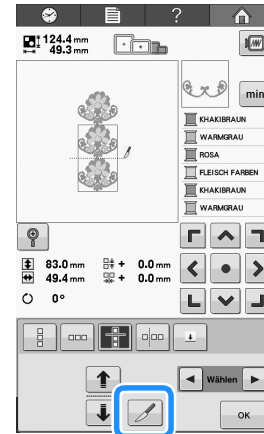 ?
124.4 mm
49.3 mm
min
KHAKIBRAUN
WARMGRAU
ROSA
FLEISCH FARBEN
KHAKIBRAUN
WARMGRAU
83.0 mm + 0.0 mm
49.4 mm + 0.0 mm
0°
Wählen
OK